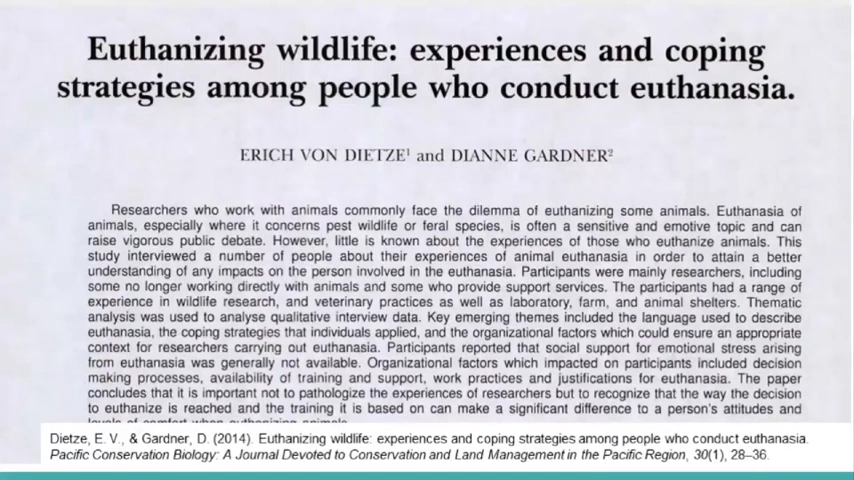 Euthanizing wildlife: experiences and coping
strategies among people who conduct euthanasia.
ERICH VON DIETZE¹ and DIANNE GARDNER²
Researchers who work with animals commonly face the dilemma of euthanizing some animals. Euthanasia of
animals, especially where it concerns pest wildlife or feral species, is often a sensitive and emotive topic and can
raise vigorous public debate. However, little is known about the experiences of those who euthanize animals. This
study interviewed a number of people about their experiences of animal euthanasia in order to attain a better
understanding of any impacts on the person involved in the euthanasia. Participants were mainly researchers, including
some no longer working directly with animals and some who provide support services. The participants had a range of
experience in wildlife research, and veterinary practices as well as laboratory, farm, and animal shelters. Thematic
analysis was used to analyse qualitative interview data. Key emerging themes included the language used to describe
euthanasia, the coping strategies that individuals applied, and the organizational factors which could ensure an appropriate
context for researchers carrying out euthanasia. Participants reported that social support for emotional stress arising
from euthanasia was generally not available. Organizational factors which impacted on participants included decision
making processes, availability of training and support, work practices and justifications for euthanasia. The paper
concludes that it is important not to pathologize the experiences of researchers but to recognize that the way the decision
to euthanize is reached and the training it is based on can make a significant difference to a person's attitudes and
levels of comfort when euthanizing animals.
Dietze, E. V., & Gardner, D. (2014). Euthanizing wildlife: experiences and coping strategies among people who conduct euthanasia.
Pacific Conservation Biology: A Journal Devoted to Conservation and Land Management in the Pacific Region, 30(1), 28–36.